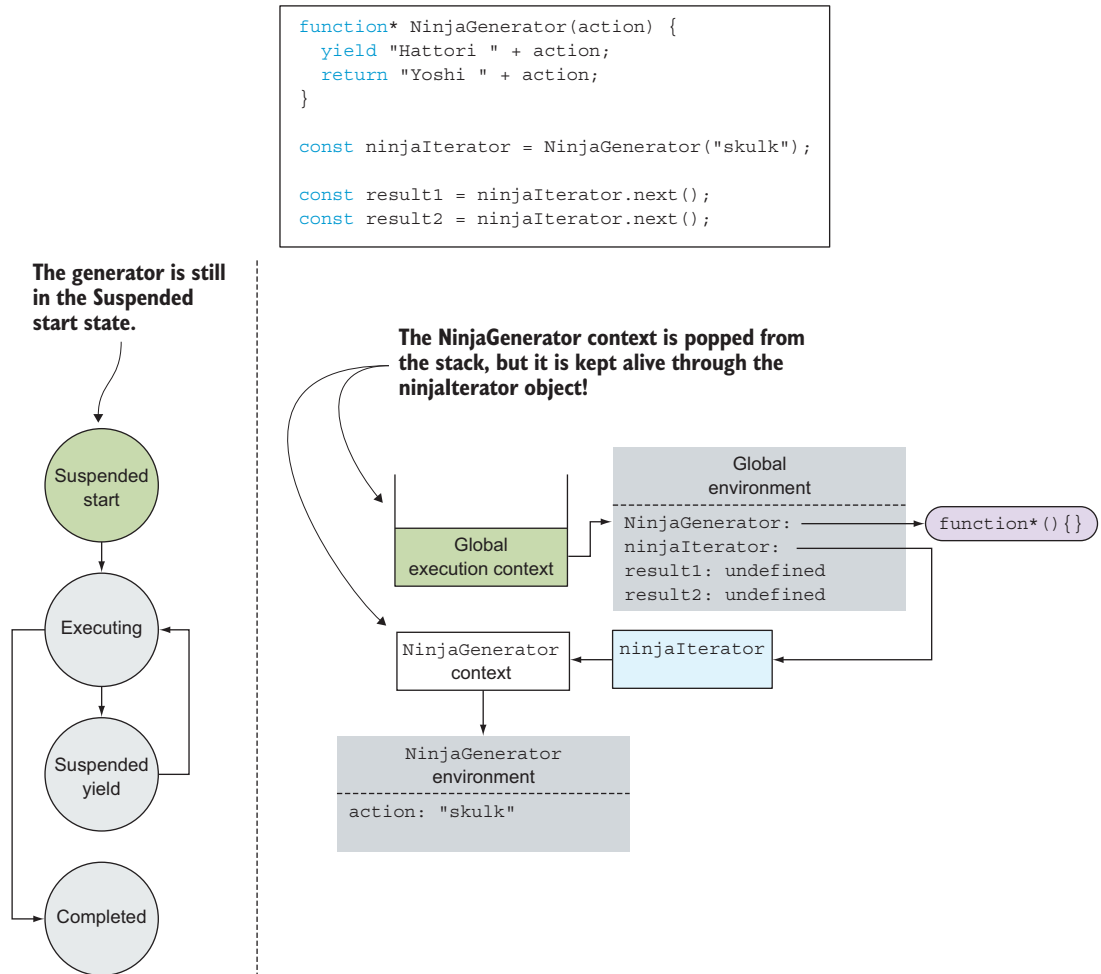 function* NinjaGenerator(action) {
  yield "Hattori " + action;
  return "Yoshi " + action;
}
const ninjaIterator = NinjaGenerator("skulk");
const result1 = ninjaIterator.next();
const result2 = ninjaIterator.next();
The generator is still
in the Suspended
start state.
The NinjaGenerator context is popped from
the stack, but it is kept alive through the
ninjaIterator object!
Suspended
start
Executing
Suspended
yield
Completed
Global
execution context
Global
environment
NinjaGenerator:
ninjaIterator:
result1: undefined
result2: undefined
function*(){}
NinjaGenerator
context
ninjaIterator
NinjaGenerator
environment
action: "skulk"